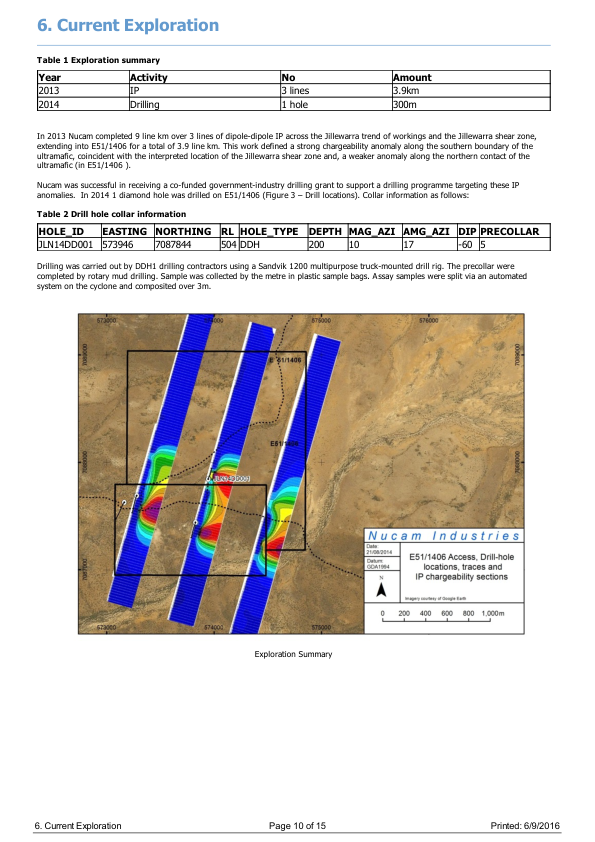 6. Current Exploration
Table 1 Exploration summary
Year Activity No Amount
2013 IP 3 lines 3.9km
2014 Drilling 1 hole 300m
In 2013 Nucam completed 9 line km over 3 lines of dipole-dipole IP across the Jillewarra trend of workings and the Jillewarra shear zone,
extending into E51/1406 for a total of 3.9 line km. This work defined a strong chargeability anomaly along the southern boundary of the
ultramafic, coincident with the interpreted location of the Jillewarra shear zone and, a weaker anomaly along the northern contact of the
ultramafic (in E51/1406 ).
Nucam was successful in receiving a co-funded government-industry drilling grant to support a drilling programme targeting these IP
anomalies. In 2014 1 diamond hole was drilled on E51/1406 (Figure 3 – Drill locations). Collar information as follows:
Table 2 Drill hole collar information
HOLE_ID EASTING NORTHING RL HOLE_TYPE DEPTH MAG_AZI AMG_AZI DIP PRECOLLAR
JLN14DD001 573946 7087844 504 DDH 200 10 17 -60 5
Drilling was carried out by DDH1 drilling contractors using a Sandvik 1200 multipurpose truck-mounted drill rig. The precollar were
completed by rotary mud drilling. Sample was collected by the metre in plastic sample bags. Assay samples were split via an automated
system on the cyclone and composited over 3m.
573000 574000 575000 576000
7089000 7089000
E 51/1406
E51/1406
7088000 7088000
JLN14DD001
7087000
573000 574000 575000
Nucam Industries
Date
21/08/2014
Datum
GDA1994
N
E51/1406 Access, Drill-hole
locations, traces and
IP chargeability sections
Imagery courtesy of Google Earth
0 200 400 600 800 1,000m
Exploration Summary
6. Current Exploration Page 10 of 15 Printed: 6/9/2016